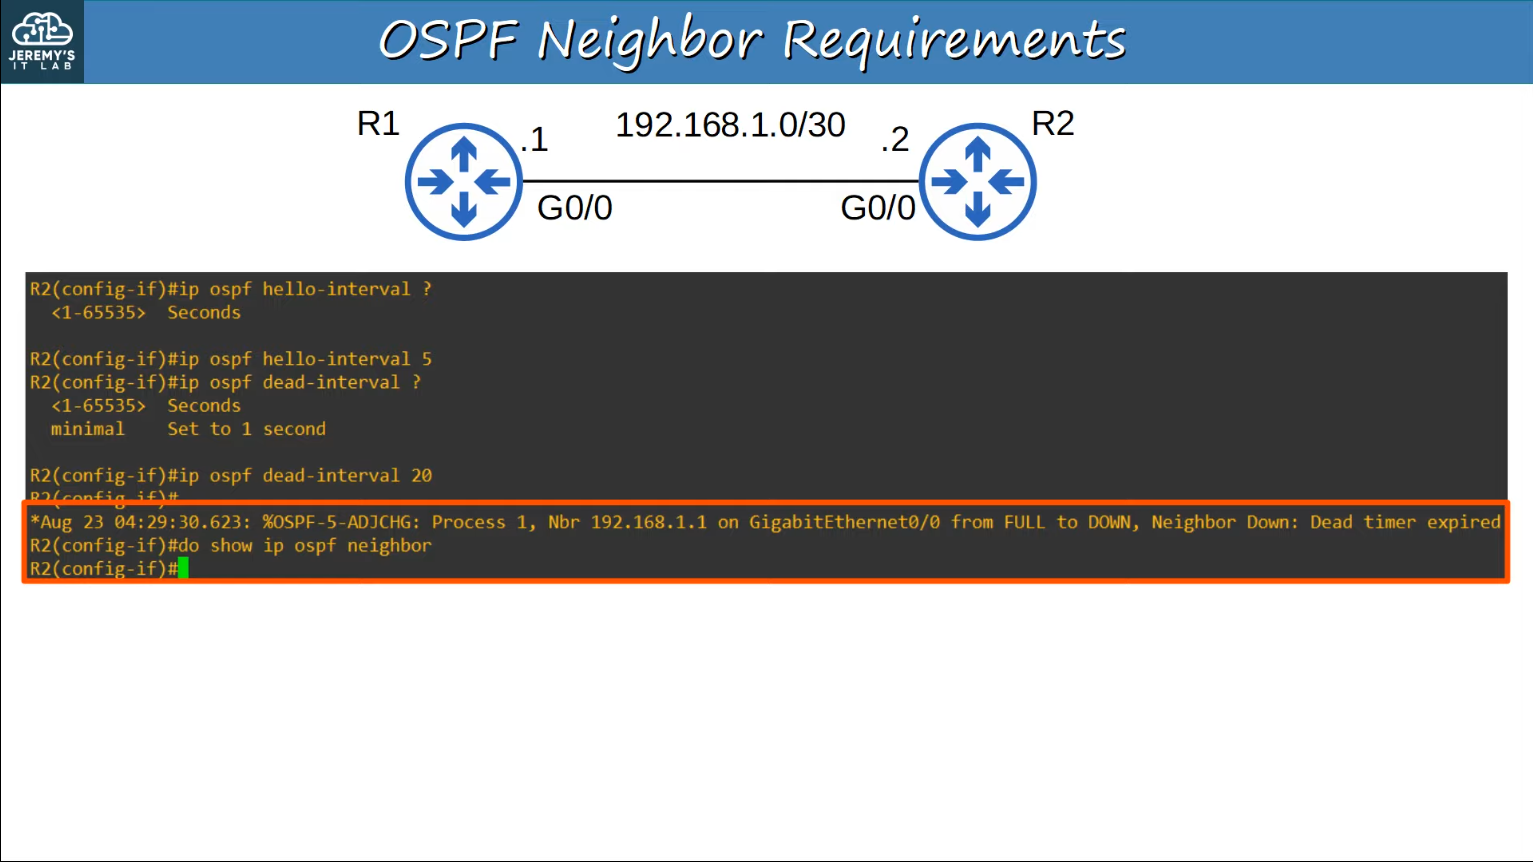 JEREMY'S
IT LAB
OSPF Neighbor Requirements
R1
.1
192.168.1.0/30
.2
R2
G0/0
G0/0
R2(config-if)#ip ospf hello-interval ?
<1-65535>  Seconds
R2(config-if)#ip ospf hello-interval 5
R2(config-if)#ip ospf dead-interval ?
<1-65535>  Seconds
minimal    Set to 1 second
R2(config-if)#ip ospf dead-interval 20
R2(config-if)#
*Aug 23 04:29:30.623: %OSPF-5-ADJCHG: Process 1, Nbr 192.168.1.1 on GigabitEthernet0/0 from FULL to DOWN, Neighbor Down: Dead timer expired
R2(config-if)#do show ip ospf neighbor
R2(config-if)#